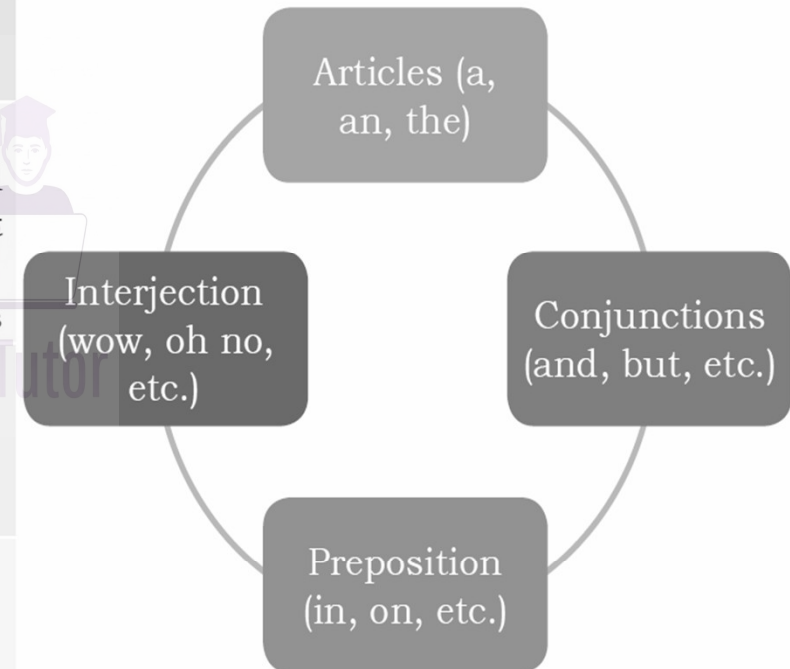 Articles (a,
an, the)
Interjection
(wow, oh no,
etc.)
Conjunctions
(and, but, etc.)
Preposition
(in, on, etc.)